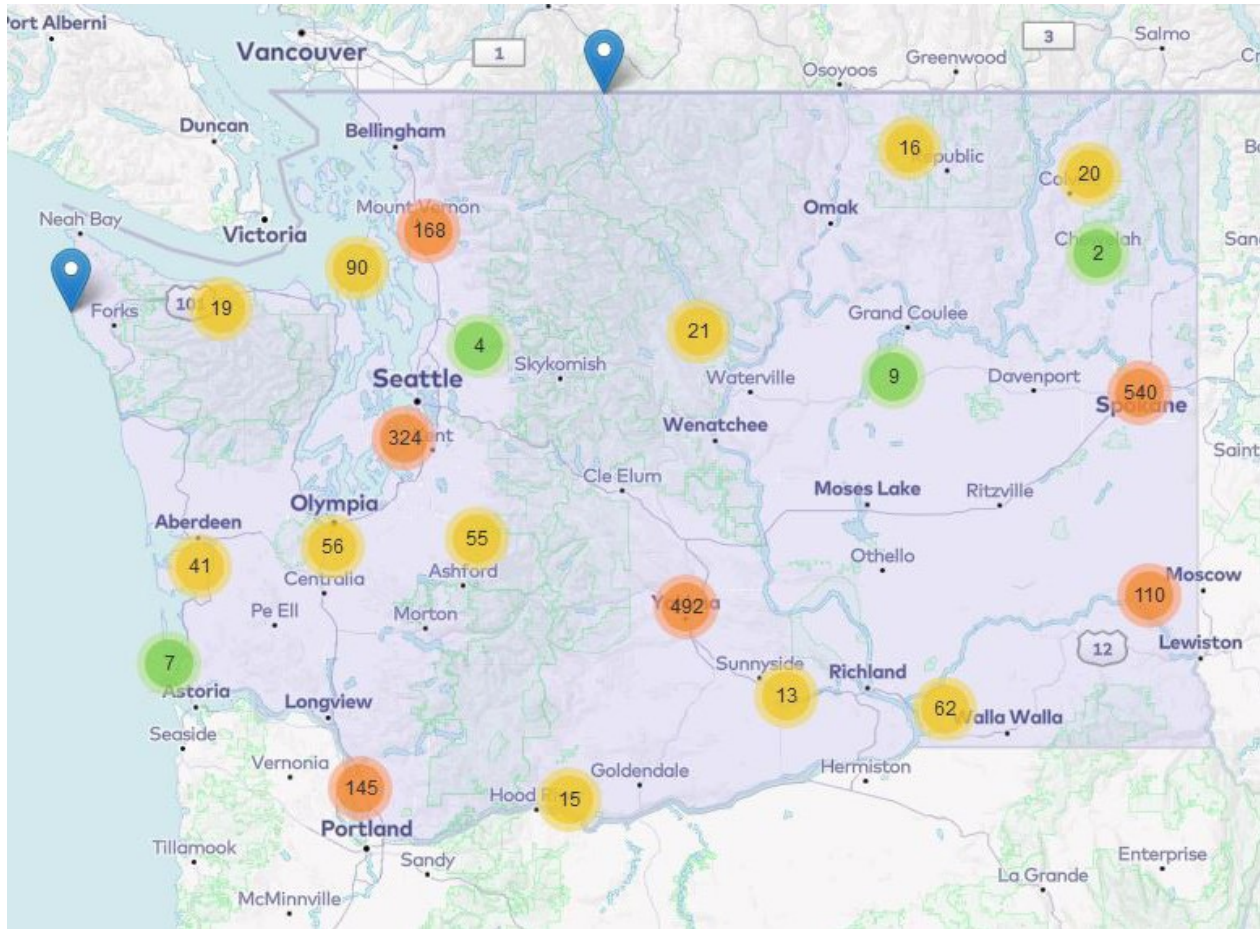 Port Alberni
Vancouver
1
3
Salmo
Greenwood
Osoyoos
Duncan
Bellingham
16
Republic
20
Neah Bay
Victoria
Mount Vernon
168
Omak
Chewelah
2
90
101
19
Forks
21
Grand Coulee
4
Skykomish
Seattle
Waterville
9
Davenport
540
Spokane
324
Kent
Wenatchee
Cle Elum
Moses Lake
Ritzville
Olympia
Aberdeen
56
55
41
Centralia
Ashford
Othello
Moscow
110
492
Yakima
Pe Ell
Morton
12
Lewiston
7
Sunnyside
Richland
13
Astoria
Longview
62
Walla Walla
Seaside
Vernonia
145
Goldendale
Hermiston
Hood
15
Portland
Tillamook
Sandy
Enterprise
La Grande
McMinnville